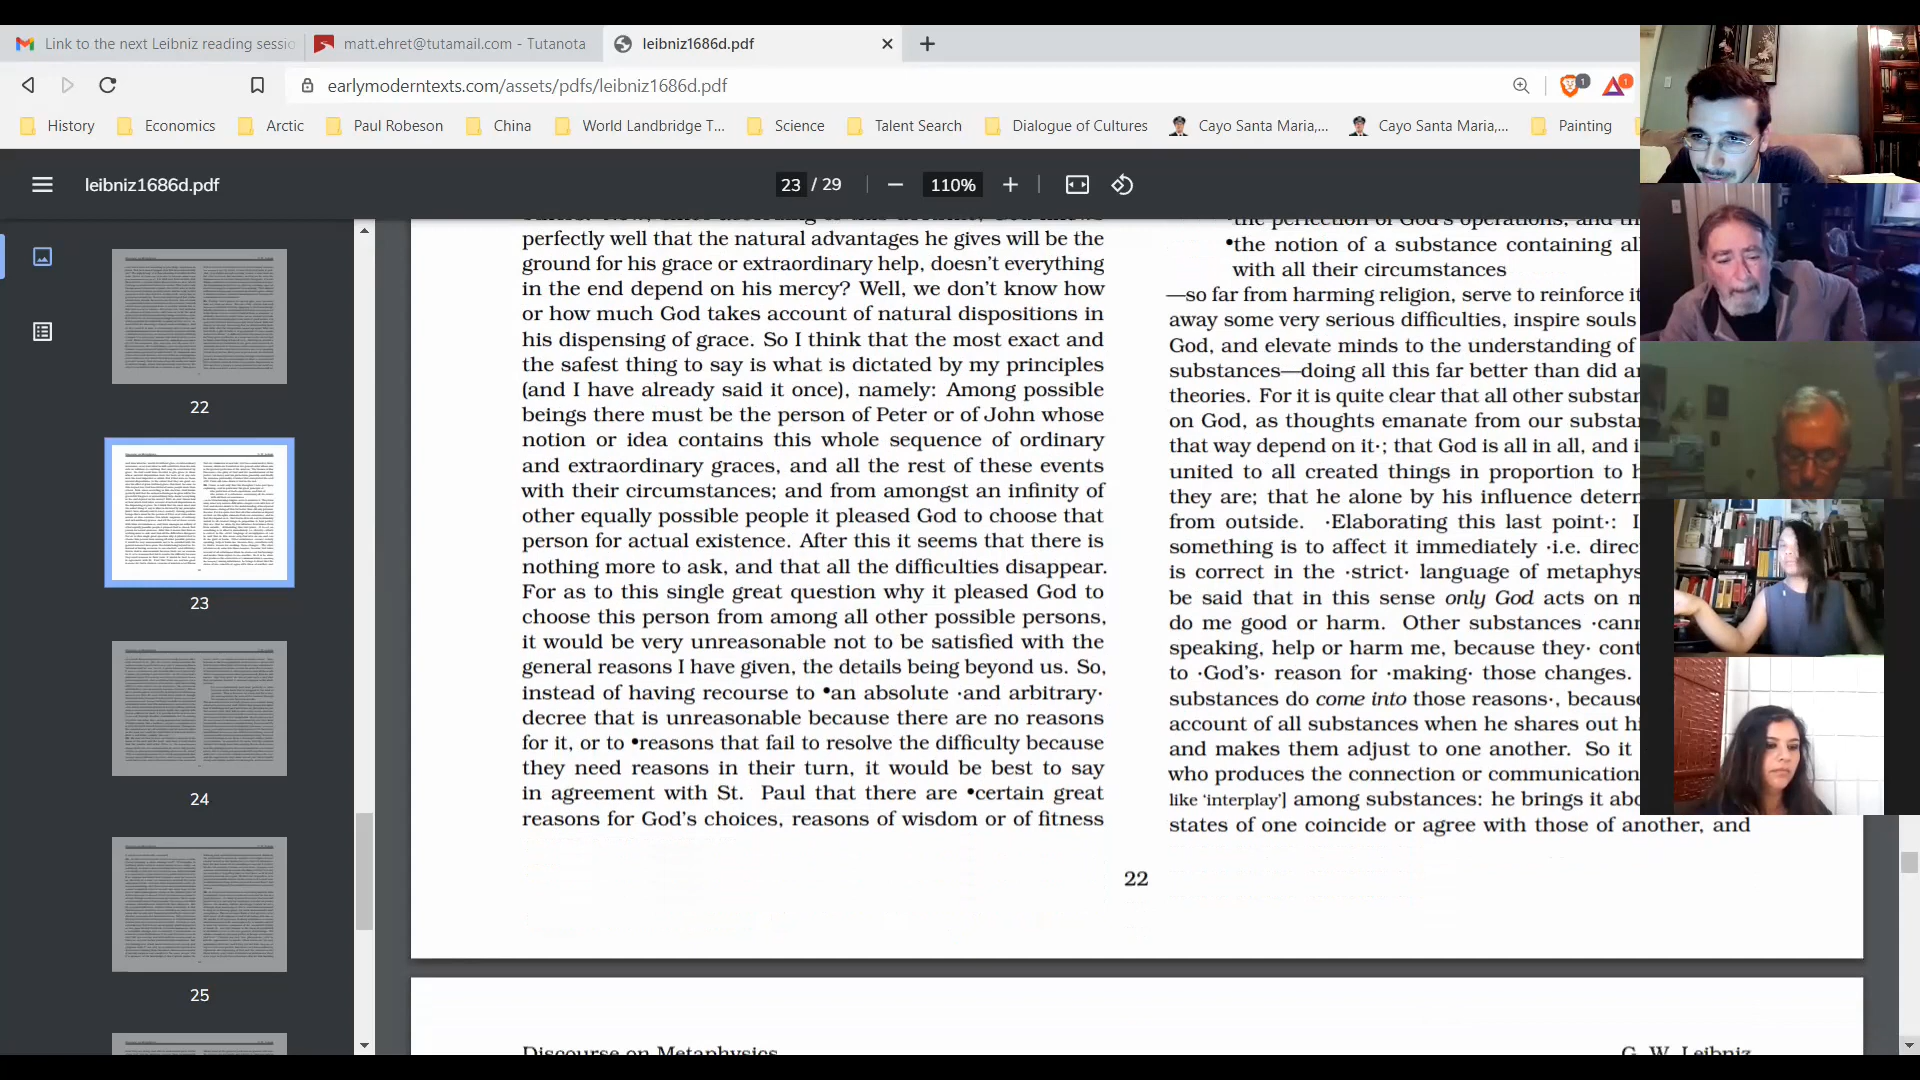 Link to the next Leibniz reading sessio
matt.ehret@tutamail.com - Tutanota
leibniz1686d.pdf
earlymoderntexts.com/assets/pdfs/leibniz1686d.pdf
1
1
History
Economics
Arctic
Paul Robeson
China
World Landbridge T...
Science
Talent Search
Dialogue of Cultures
Cayo Santa Maria,...
Cayo Santa Maria,...
Painting
leibniz1686d.pdf
23 / 29
110%
22
23
24
25
perfectly well that the natural advantages he gives will be the
ground for his grace or extraordinary help, doesn't everything
in the end depend on his mercy? Well, we don't know how
or how much God takes account of natural dispositions in
his dispensing of grace. So I think that the most exact and
the safest thing to say is what is dictated by my principles
(and I have already said it once), namely: Among possible
beings there must be the person of Peter or of John whose
notion or idea contains this whole sequence of ordinary
and extraordinary graces, and all the rest of these events
with their circumstances; and from amongst an infinity of
other equally possible people it pleased God to choose that
person for actual existence. After this it seems that there is
nothing more to ask, and that all the difficulties disappear.
For as to this single great question why it pleased God to
choose this person from among all other possible persons,
it would be very unreasonable not to be satisfied with the
general reasons I have given, the details being beyond us. So,
instead of having recourse to •an absolute ·and arbitrary·
decree that is unreasonable because there are no reasons
for it, or to •reasons that fail to resolve the difficulty because
they need reasons in their turn, it would be best to say
in agreement with St. Paul that there are •certain great
reasons for God's choices, reasons of wisdom or of fitness
•the perfection of God's operations, and
•the notion of a substance containing al
with all their circumstances
—so far from harming religion, serve to reinforce it
away some very serious difficulties, inspire souls
God, and elevate minds to the understanding of
substances—doing all this far better than did a
theories. For it is quite clear that all other substan
on God, as thoughts emanate from our substa
that way depend on it·; that God is all in all, and i
united to all created things in proportion to
they are; that he alone by his influence determ
from outside. ·Elaborating this last point·:
something is to affect it immediately ·i.e. direc
is correct in the ·strict· language of metaphys
be said that in this sense only God acts on
do me good or harm. Other substances ·cann
speaking, help or harm me, because they· cont
to ·God's· reason for ·making· those changes.
substances do come into those reasons·, becaus
account of all substances when he shares out
and makes them adjust to one another. So it
who produces the connection or communication
like 'interplay'] among substances: he brings it abo
states of one coincide or agree with those of another, and
22
Discourse on Metaphysics
G. W. Leibniz